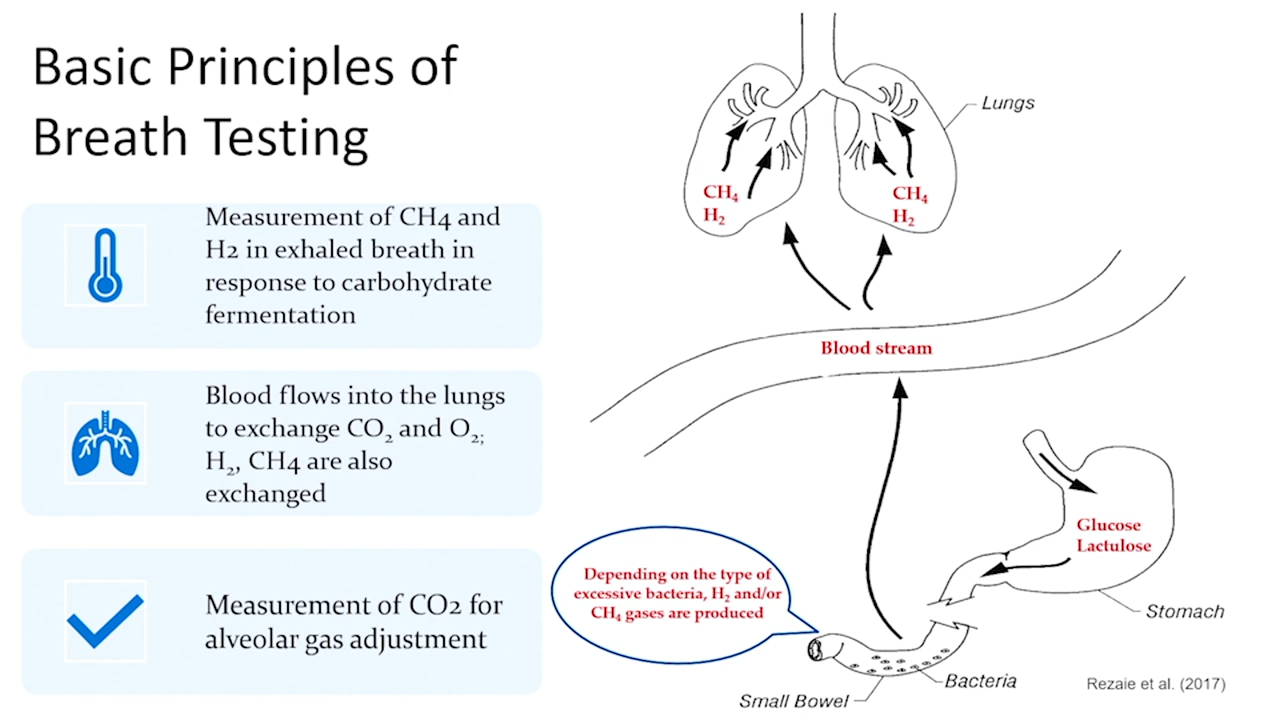 Basic Principles of
Breath Testing
Measurement of CH4 and
H2 in exhaled breath in
response to carbohydrate
fermentation
Blood flows into the lungs
to exchange CO₂ and O₂;
H₂, CH4 are also
exchanged
Measurement of CO2 for
alveolar gas adjustment
Lungs
CH₄
H₂
CH₄
H₂
Blood stream
Glucose
Lactulose
Stomach
Depending on the type of
excessive bacteria, H₂ and/or
CH₄ gases are produced
Bacteria
Small Bowel
Rezaie et al. (2017)